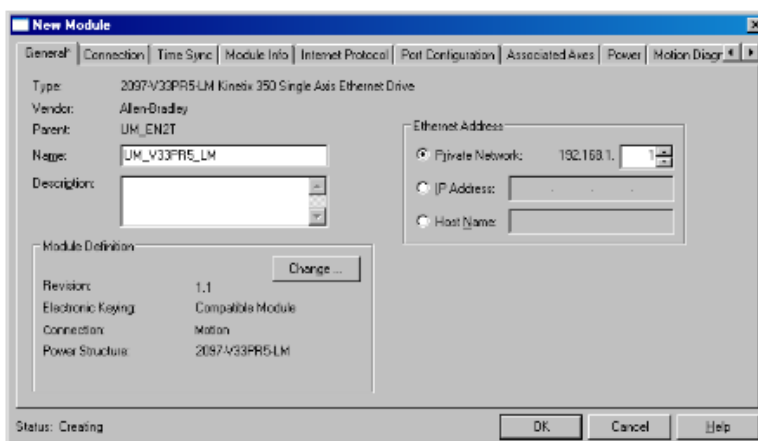 New Module
General* Connection Time Sync Module Info Internet Protocol Port Configuration Associated Axes Power Motion Diagr
Type: 2097-V33PR5-LM Kinetix 350 Single Axis Ethernet Drive
Vendor: Allen-Bradley
Parent: UM_EN2T
Name: UM_V33PR5_LM
Description:
Ethernet Address
Private Network: 192.168.1. 1
IP Address: . . .
Host Name:
Module Definition
Change ...
Revision: 1.1
Electronic Keying: Compatible Module
Connection: Motion
Power Structure: 2097-V33PR5-LM
Status: Creating
OK Cancel Help